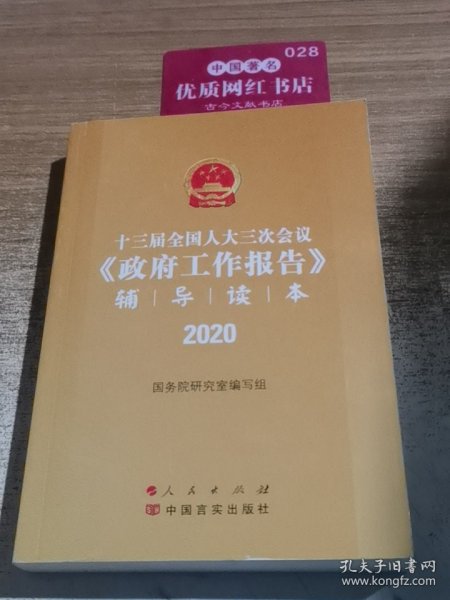 028
中国著名
优质网红书店
古今文献书店
十三届全国人大三次会议
《政府工作报告》
辅|导|读|本
2020
国务院研究室编写组
人民出版社
中国言实出版社
孔夫子旧书网
www.kongfz.com